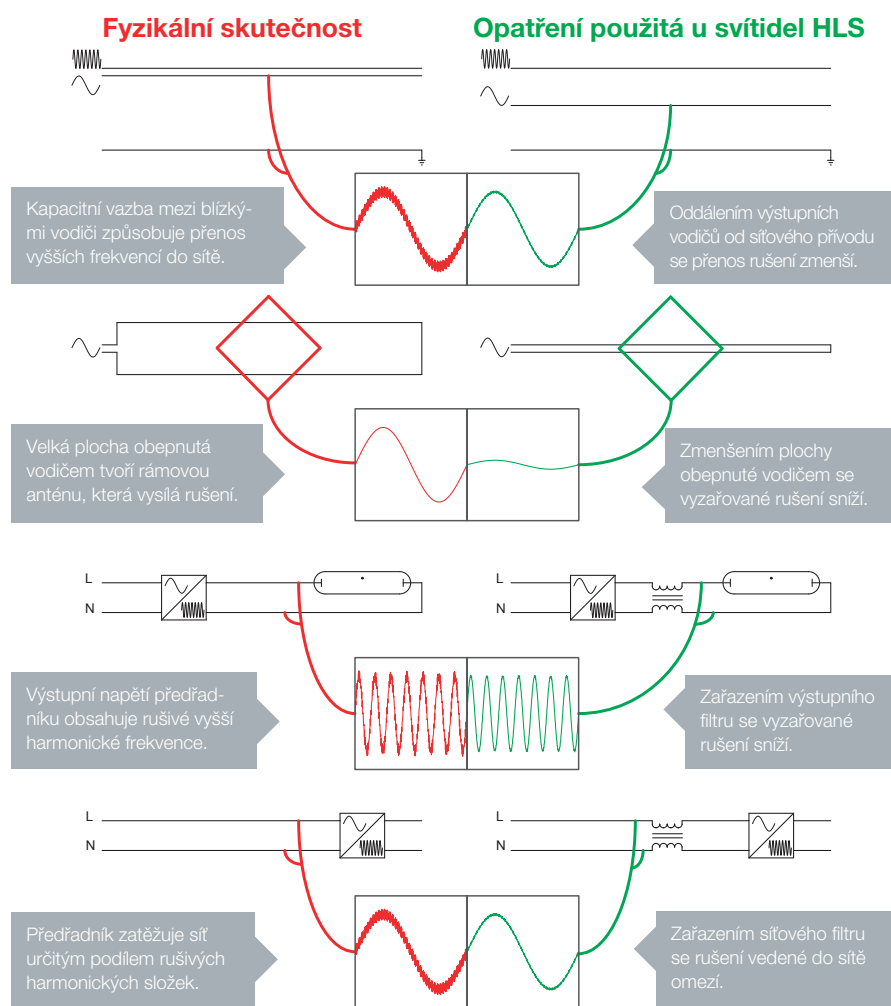 Fyzikální skutečnost
Opatření použitá u svítidel HLS
Kapacitní vazba mezi blízký-
mi vodiči způsobuje přenos
vyšších frekvencí do sítě.
Oddálením výstupních
vodičů od síťového přívodu
se přenos rušení zmenší.
Velká plocha obepnutá
vodičem tvoří rámovou
anténu, která vysílá rušení.
Zmenšením plochy
obepnuté vodičem se
vyzařované rušení sníží.
L
N
L
N
Výstupní napětí předřad-
níku obsahuje rušivé vyšší
harmonické frekvence.
Zařazením výstupního
filtru se vyzařované
rušení sníží.
L
N
L
N
Předřadník zatěžuje síť
určitým podílem rušivých
harmonických složek.
Zařazením síťového filtru
se rušení vedené do sítě
omezí.